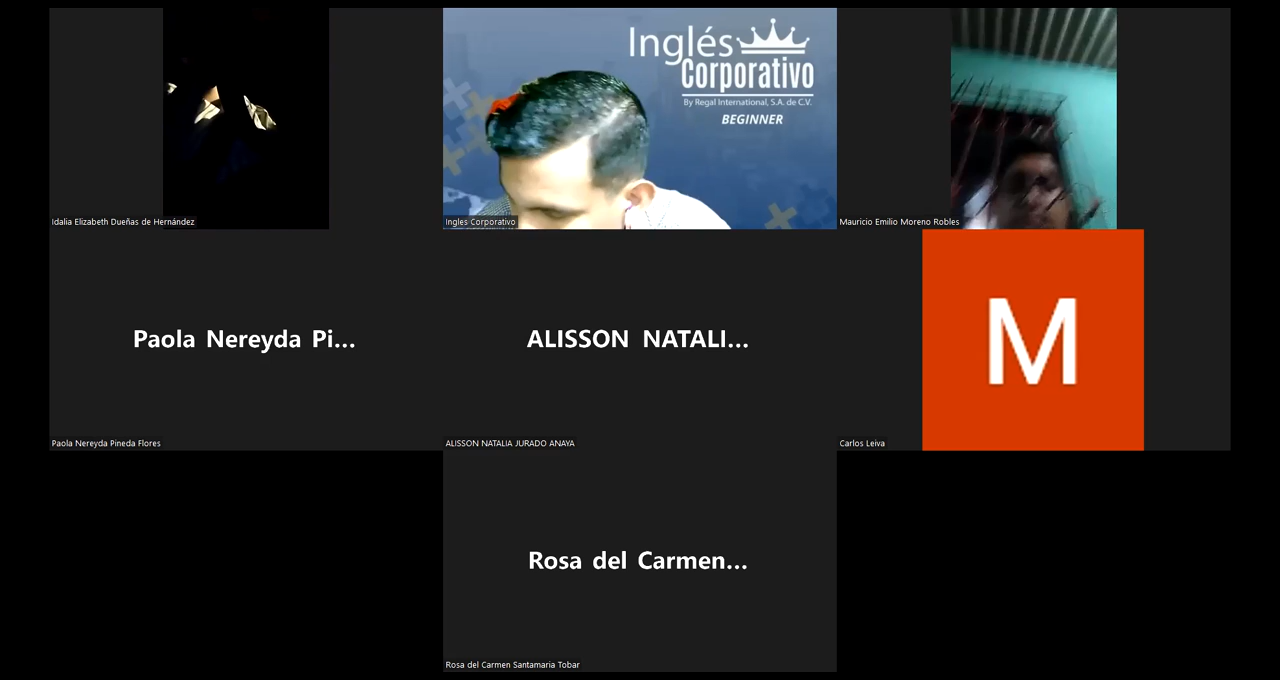 Inglés
Corporativo
By Regal International, S.A. de C.V.
BEGINNER
Idalia Elizabeth Dueñas de Hernández
Ingles Corporativo
Mauricio Emilio Moreno Robles
Paola Nereyda Pi...
ALISSON NATALI...
M
Paola Nereyda Pineda Flores
ALISSON NATALIA JURADO ANAYA
Carlos Leiva
Rosa del Carmen...
Rosa del Carmen Santamaria Tobar